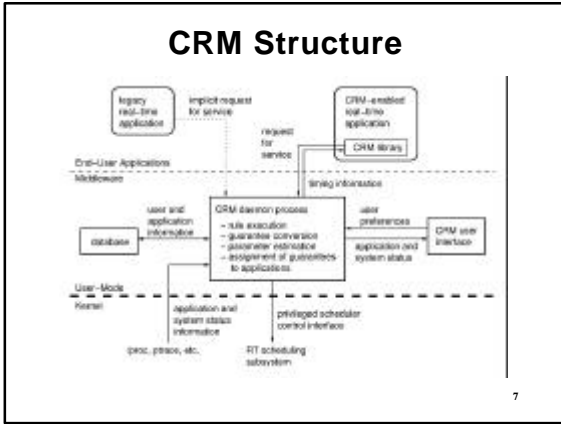 CRM Structure
legacy
real-time
application
implicit request
for service
CRM-enabled
real-time
application
CRM library
request
for
service
End-User Applications
Middleware
timing information
CRM daemon process
- rule execution
- guarantee conversion
- parameter estimation
- assignment of guarantees
to applications
user and
application
information
database
user
preferences
application and
system status
CRM user
interface
User-Mode
Kernel
application and
system status
information
privileged scheduler
control interface
/proc, ptrace, etc.
RT scheduling
subsystem
7